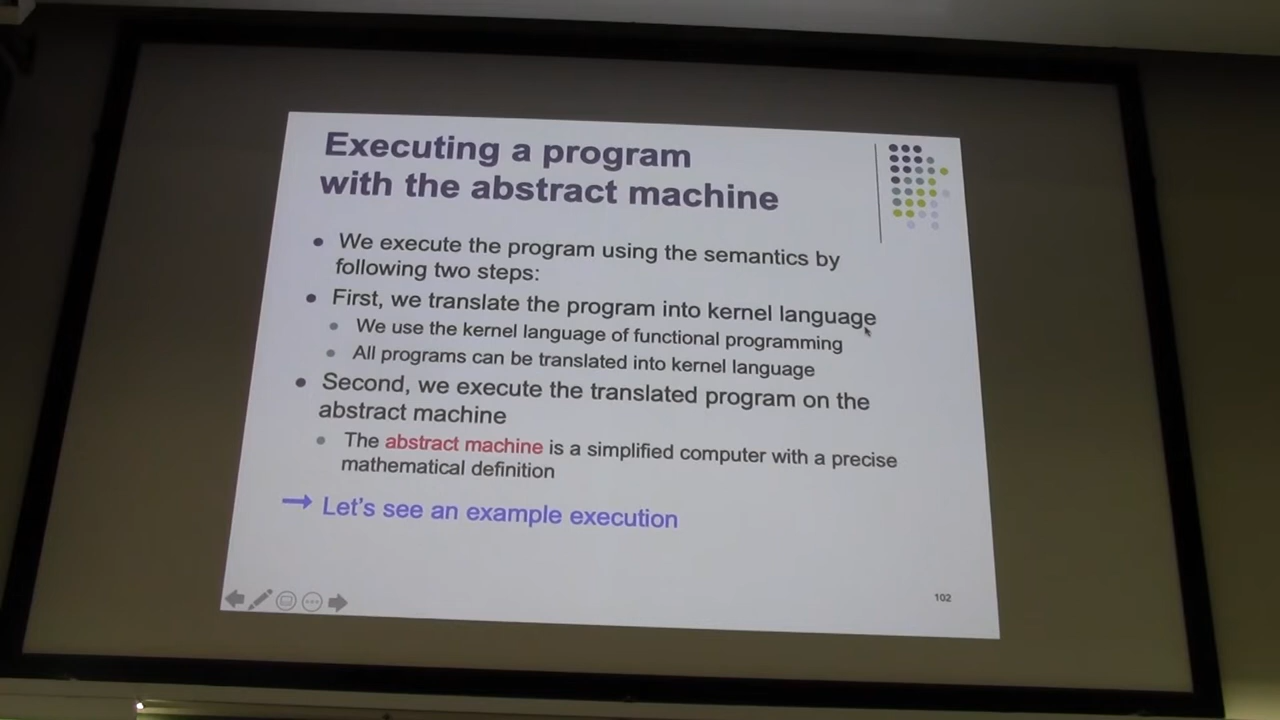 Executing a program
with the abstract machine
• We execute the program using the semantics by
following two steps:
• First, we translate the program into kernel language
• We use the kernel language of functional programming
• All programs can be translated into kernel language
• Second, we execute the translated program on the
abstract machine
• The abstract machine is a simplified computer with a precise
mathematical definition
→ Let's see an example execution
102